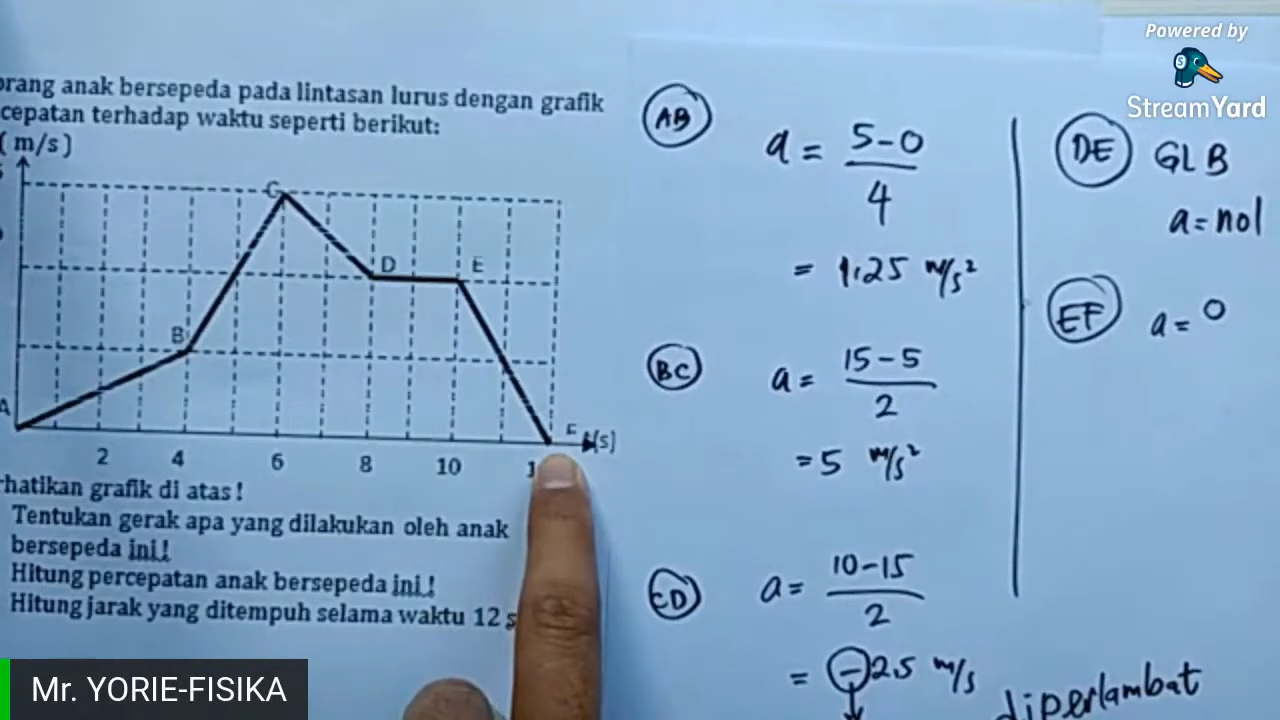 Powered by
StreamYard
orang anak bersepeda pada lintasan lurus dengan grafik
cepatan terhadap waktu seperti berikut:
( m/s )
C
D
E
B
A
F
t(s)
2 4 6 8 10 1
rhatikan grafik di atas !
Tentukan gerak apa yang dilakukan oleh anak
bersepeda ini !
Hitung percepatan anak bersepeda ini !
Hitung jarak yang ditempuh selama waktu 12 s
AB
a = 5-0
4
= 1.25 m/s²
BC
a = 15-5
2
= 5 m/s²
CD
a = 10-15
2
= -2.5 m/s
diperlambat
DE GLB
a = nol
EF a = 0
Mr. YORIE-FISIKA